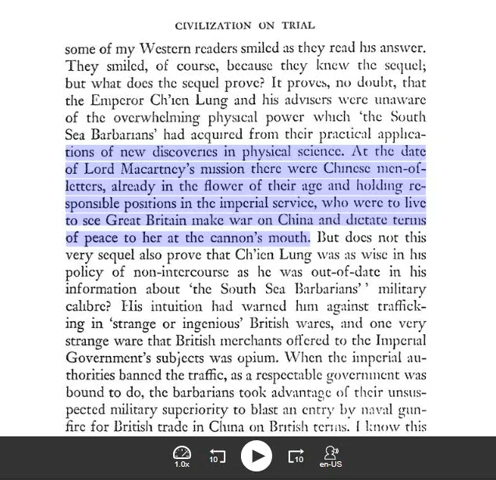 CIVILIZATION ON TRIAL
some of my Western readers smiled as they read his answer.
They smiled, of course, because they knew the sequel;
but what does the sequel prove? It proves, no doubt, that
the Emperor Ch'ien Lung and his advisers were unaware
of the overwhelming physical power which 'the South
Sea Barbarians' had acquired from their practical applica-
tions of new discoveries in physical science. At the date
of Lord Macartney's mission there were Chinese men-of-
letters, already in the flower of their age and holding re-
sponsible positions in the imperial service, who were to live
to see Great Britain make war on China and dictate terms
of peace to her at the cannon's mouth. But does not this
very sequel also prove that Ch'ien Lung was as wise in his
policy of non-intercourse as he was out-of-date in his
information about 'the South Sea Barbarians'' military
calibre? His intuition had warned him against traffick-
ing in 'strange or ingenious' British wares, and one very
strange ware that British merchants offered to the Imperial
Government's subjects was opium. When the imperial au-
thorities banned the traffic, as a respectable government was
bound to do, the barbarians took advantage of their unsus-
pected military superiority to blast an entry by naval gun-
fire for British trade in China on British terms. I know this
1.0x
10
10
en-US